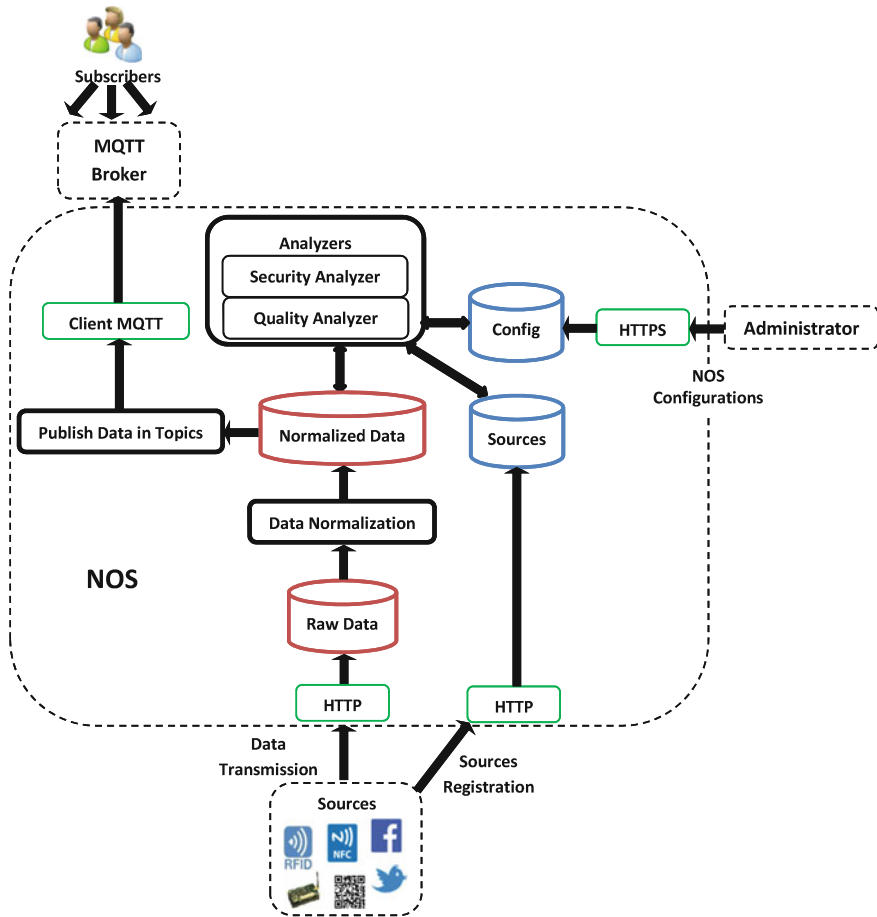 Subscribers
MQTT
Broker
Analyzers
Security Analyzer
Quality Analyzer
Client MQTT
Config
HTTPS
Administrator
NOS
Configurations
Publish Data in Topics
Normalized Data
Sources
Data Normalization
NOS
Raw Data
HTTP
HTTP
Data
Transmission
Sources
Registration
Sources
RFID
NFC